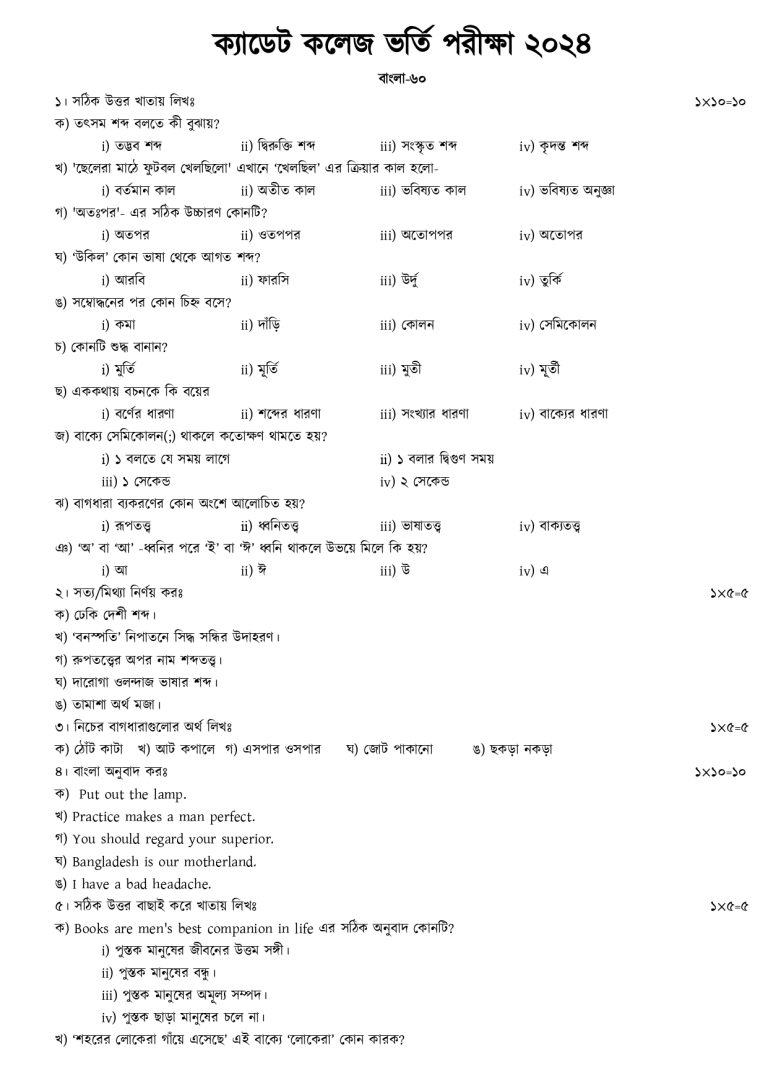 ক্যাডেট কলেজ ভর্তি পরীক্ষা ২০২৪
বাংলা-৬০
১। সঠিক উত্তর খাতায় লিখঃ ১×১০=১০
ক) তৎসম শব্দ বলতে কী বুঝায়?
i) তদ্ভব শব্দ ii) দ্বিরুক্তি শব্দ iii) সংস্কৃত শব্দ iv) কৃদন্ত শব্দ
খ) 'ছেলেরা মাঠে ফুটবল খেলছিলো' এখানে ‘খেলছিল’ এর ক্রিয়ার কাল হলো-
i) বর্তমান কাল ii) অতীত কাল iii) ভবিষ্যত কাল iv) ভবিষ্যত অনুজ্ঞা
গ) 'অতঃপর'- এর সঠিক উচ্চারণ কোনটি?
i) অতপর ii) ওতপপর iii) অতোপপর iv) অতোপর
ঘ) ‘উকিল’ কোন ভাষা থেকে আগত শব্দ?
i) আরবি ii) ফারসি iii) উর্দু iv) তুর্কি
ঙ) সম্বোদ্ধনের পর কোন চিহ্ন বসে?
i) কমা ii) দাঁড়ি iii) কোলন iv) সেমিকোলন
চ) কোনটি শুদ্ধ বানান?
i) মুর্তি ii) মূর্তি iii) মুতী iv) মূর্তী
ছ) এককথায় বচনকে কি বয়ের
i) বর্ণের ধারণা ii) শব্দের ধারণা iii) সংখ্যার ধারণা iv) বাক্যের ধারণা
জ) বাক্যে সেমিকোলন(;) থাকলে কতোক্ষণ থামতে হয়?
i) ১ বলতে যে সময় লাগে ii) ১ বলার দ্বিগুণ সময়
iii) ১ সেকেন্ড iv) ২ সেকেন্ড
ঝ) বাগধারা ব্যকরণের কোন অংশে আলোচিত হয়?
i) রূপতত্ত্ব ii) ধ্বনিতত্ত্ব iii) ভাষাতত্ত্ব iv) বাক্যতত্ত্ব
ঞ) ‘অ’ বা ‘আ’ -ধ্বনির পরে ‘ই’ বা ‘ঈ’ ধ্বনি থাকলে উভয়ে মিলে কি হয়?
i) আ ii) ঈ iii) উ iv) এ
২। সত্য/মিথ্যা নির্ণয় করঃ ১×৫=৫
ক) ঢেকি দেশী শব্দ।
খ) ‘বনস্পতি’ নিপাতনে সিদ্ধ সন্ধির উদাহরণ।
গ) রুপতত্ত্বের অপর নাম শব্দতত্ত্ব।
ঘ) দারোগা ওলন্দাজ ভাষার শব্দ।
ঙ) তামাশা অর্থ মজা।
৩। নিচের বাগধারাগুলোর অর্থ লিখঃ ১×৫=৫
ক) ঠোঁট কাটা খ) আট কপালে গ) এসপার ওসপার ঘ) জোট পাকানো ঙ) ছকড়া নকড়া
৪। বাংলা অনুবাদ করঃ ১×১০=১০
ক) Put out the lamp.
খ) Practice makes a man perfect.
গ) You should regard your superior.
ঘ) Bangladesh is our motherland.
ঙ) I have a bad headache.
৫। সঠিক উত্তর বাছাই করে খাতায় লিখঃ ১×৫=৫
ক) Books are men's best companion in life এর সঠিক অনুবাদ কোনটি?
i) পুস্তক মানুষের জীবনের উত্তম সঙ্গী।
ii) পুস্তক মানুষের বন্ধু।
iii) পুস্তক মানুষের অমূল্য সম্পদ।
iv) পুস্তক ছাড়া মানুষের চলে না।
খ) ‘শহরের লোকেরা গাঁয়ে এসেছে’ এই বাক্যে ‘লোকেরা’ কোন কারক?